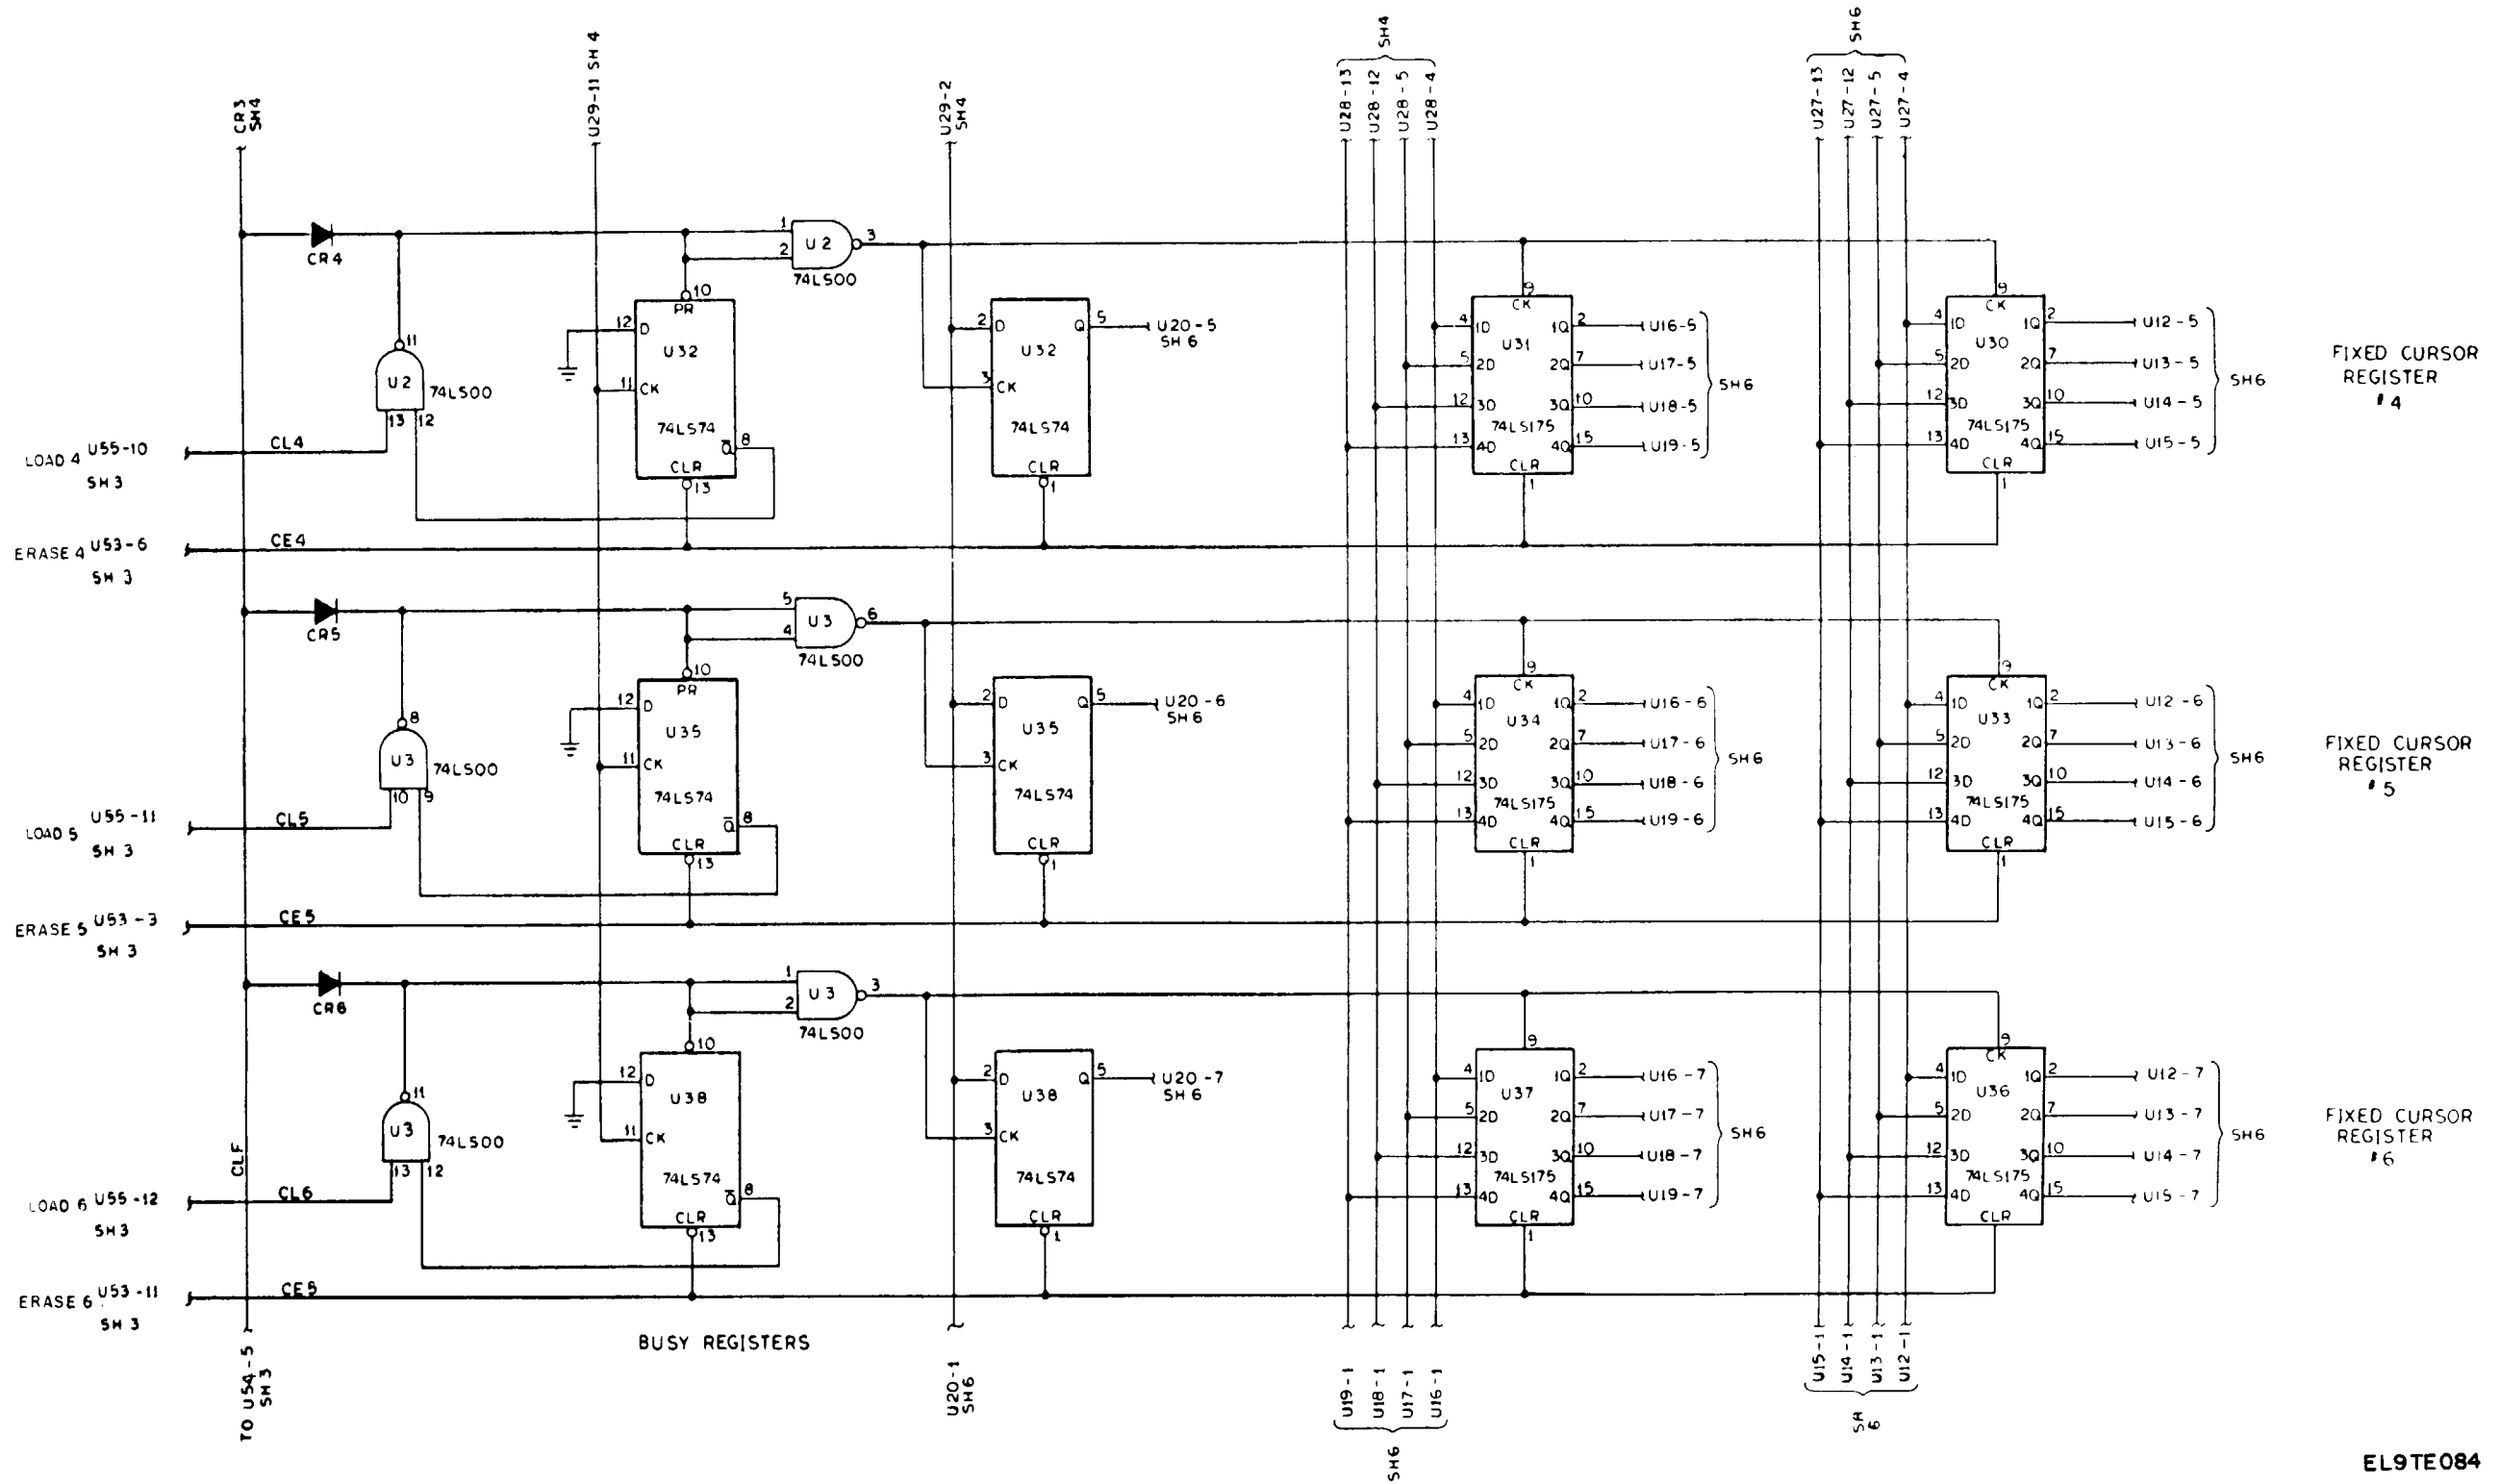 CR3
SH4
U29-11 SH 4
U29-2
SH4
SH4
U28-13
U28-12
U28-5
U28-4
SH6
U27-13
U27-12
U27-5
U27-4
CR4
1
2
U2
3
74LS00
10
PR
12
D
U32
11
CK
74LS74
Q̅
8
CLR
13
11
U2
74LS00
13
12
2
D
Q
5
U20-5
SH 6
U32
3
CK
74LS74
CLR
1
9
CK
4
1D
1Q
2
U16-5
U31
5
2D
2Q
7
U17-5
12
3D
3Q
10
U18-5
74LS175
13
4D
4Q
15
U19-5
CLR
1
SH6
9
CK
4
1D
1Q
2
U12-5
U30
5
2D
2Q
7
U13-5
12
3D
3Q
10
U14-5
74LS175
13
4D
4Q
15
U15-5
CLR
1
SH6
FIXED CURSOR
REGISTER
#4
LOAD 4 U55-10
SH 3
CL4
ERASE 4 U53-6
SH 3
CE4
CR5
5
4
U3
6
74LS00
10
PR
12
D
U35
11
CK
74LS74
Q̅
8
CLR
13
8
U3
74LS00
10
9
2
D
Q
5
U20-6
SH 6
U35
3
CK
74LS74
CLR
1
9
CK
4
1D
1Q
2
U16-6
U34
5
2D
2Q
7
U17-6
12
3D
3Q
10
U18-6
74LS175
13
4D
4Q
15
U19-6
CLR
1
SH6
9
CK
4
1D
1Q
2
U12-6
U33
5
2D
2Q
7
U13-6
12
3D
3Q
10
U14-6
74LS175
13
4D
4Q
15
U15-6
CLR
1
SH6
FIXED CURSOR
REGISTER
#5
LOAD 5 U55-11
SH 3
CL5
ERASE 5 U53-3
SH 3
CE5
CR6
1
2
U3
3
74LS00
10
12
D
U38
11
CK
74LS74
Q̅
8
CLR
13
11
U3
74LS00
13
12
2
D
Q
5
U20-7
SH 6
U38
3
CK
74LS74
CLR
1
9
4
1D
1Q
2
U16-7
U37
5
2D
2Q
7
U17-7
12
3D
3Q
10
U18-7
74LS175
13
4D
4Q
15
U19-7
CLR
1
SH6
9
CK
4
1D
1Q
2
U12-7
U36
5
2D
2Q
7
U13-7
12
3D
3Q
10
U14-7
74LS175
13
4D
4Q
15
U15-7
CLR
SH6
FIXED CURSOR
REGISTER
#6
CLF
LOAD 6 U55-12
SH3
CL6
ERASE 6 U53-11
SH 3
CE5
BUSY REGISTERS
TO U54-5
SH3
U20-1
SH6
U19-1
U18-1
U17-1
U16-1
SH6
U15-1
U14-1
U13-1
U12-1
SH
6
EL9TE084